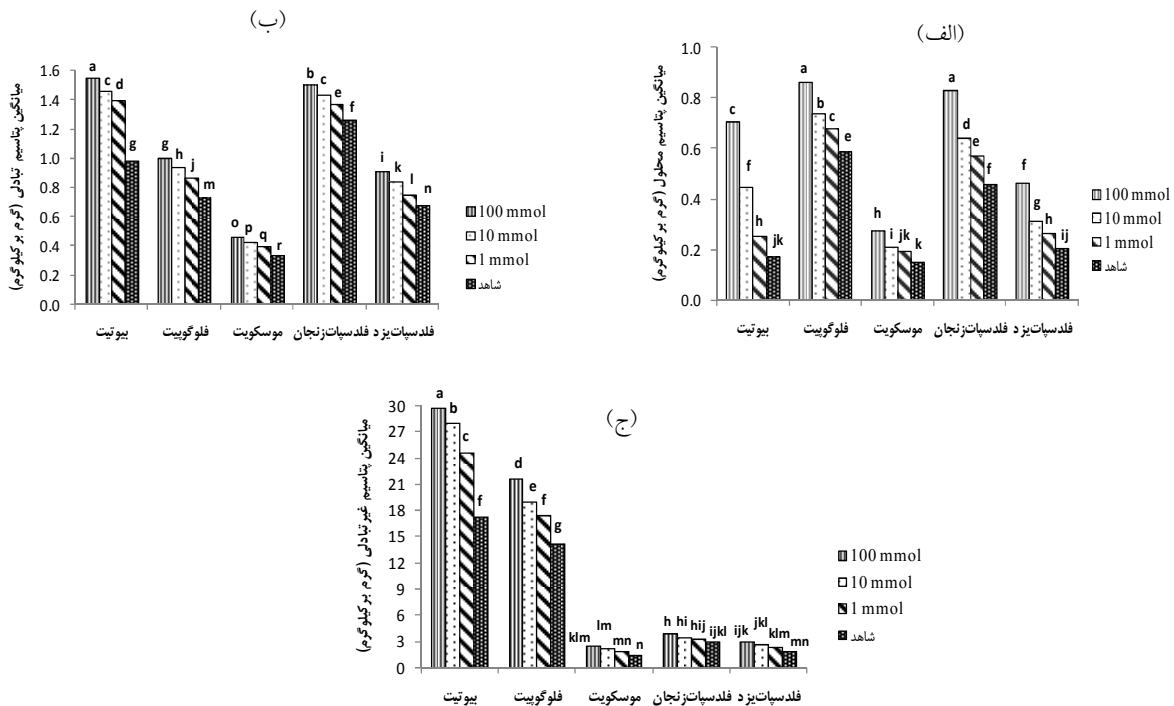 (الف)
میانگین پتاسیم محلول (گرم بر کیلوگرم)
1.0
0.8
0.6
0.4
0.2
0.0
c f h jk a b c e h i jk k a d e f f g h ij
بیوتیت فلوگوپیت موسکویت فلدسپات‌زنجان فلدسپات‌یزد
100 mmol
10 mmol
1 mmol
شاهد
(ب)
میانگین پتاسیم تبادلی (گرم بر کیلوگرم)
1.6
1.4
1.2
1.0
0.8
0.6
0.4
0.2
0.0
a c d g g h j m o p q r b c e f i k l n
بیوتیت فلوگوپیت موسکویت فلدسپات‌زنجان فلدسپات‌یزد
100 mmol
10 mmol
1 mmol
شاهد
(ج)
میانگین پتاسیم غیرتبادلی (گرم بر کیلوگرم)
30
27
24
21
18
15
12
9
6
3
0
a b c f d e f g klm lm mn n h hi hij ijkl ijk jkl klm mn
بیوتیت فلوگوپیت موسکویت فلدسپات‌زنجان فلدسپات‌یزد
100 mmol
10 mmol
1 mmol
شاهد